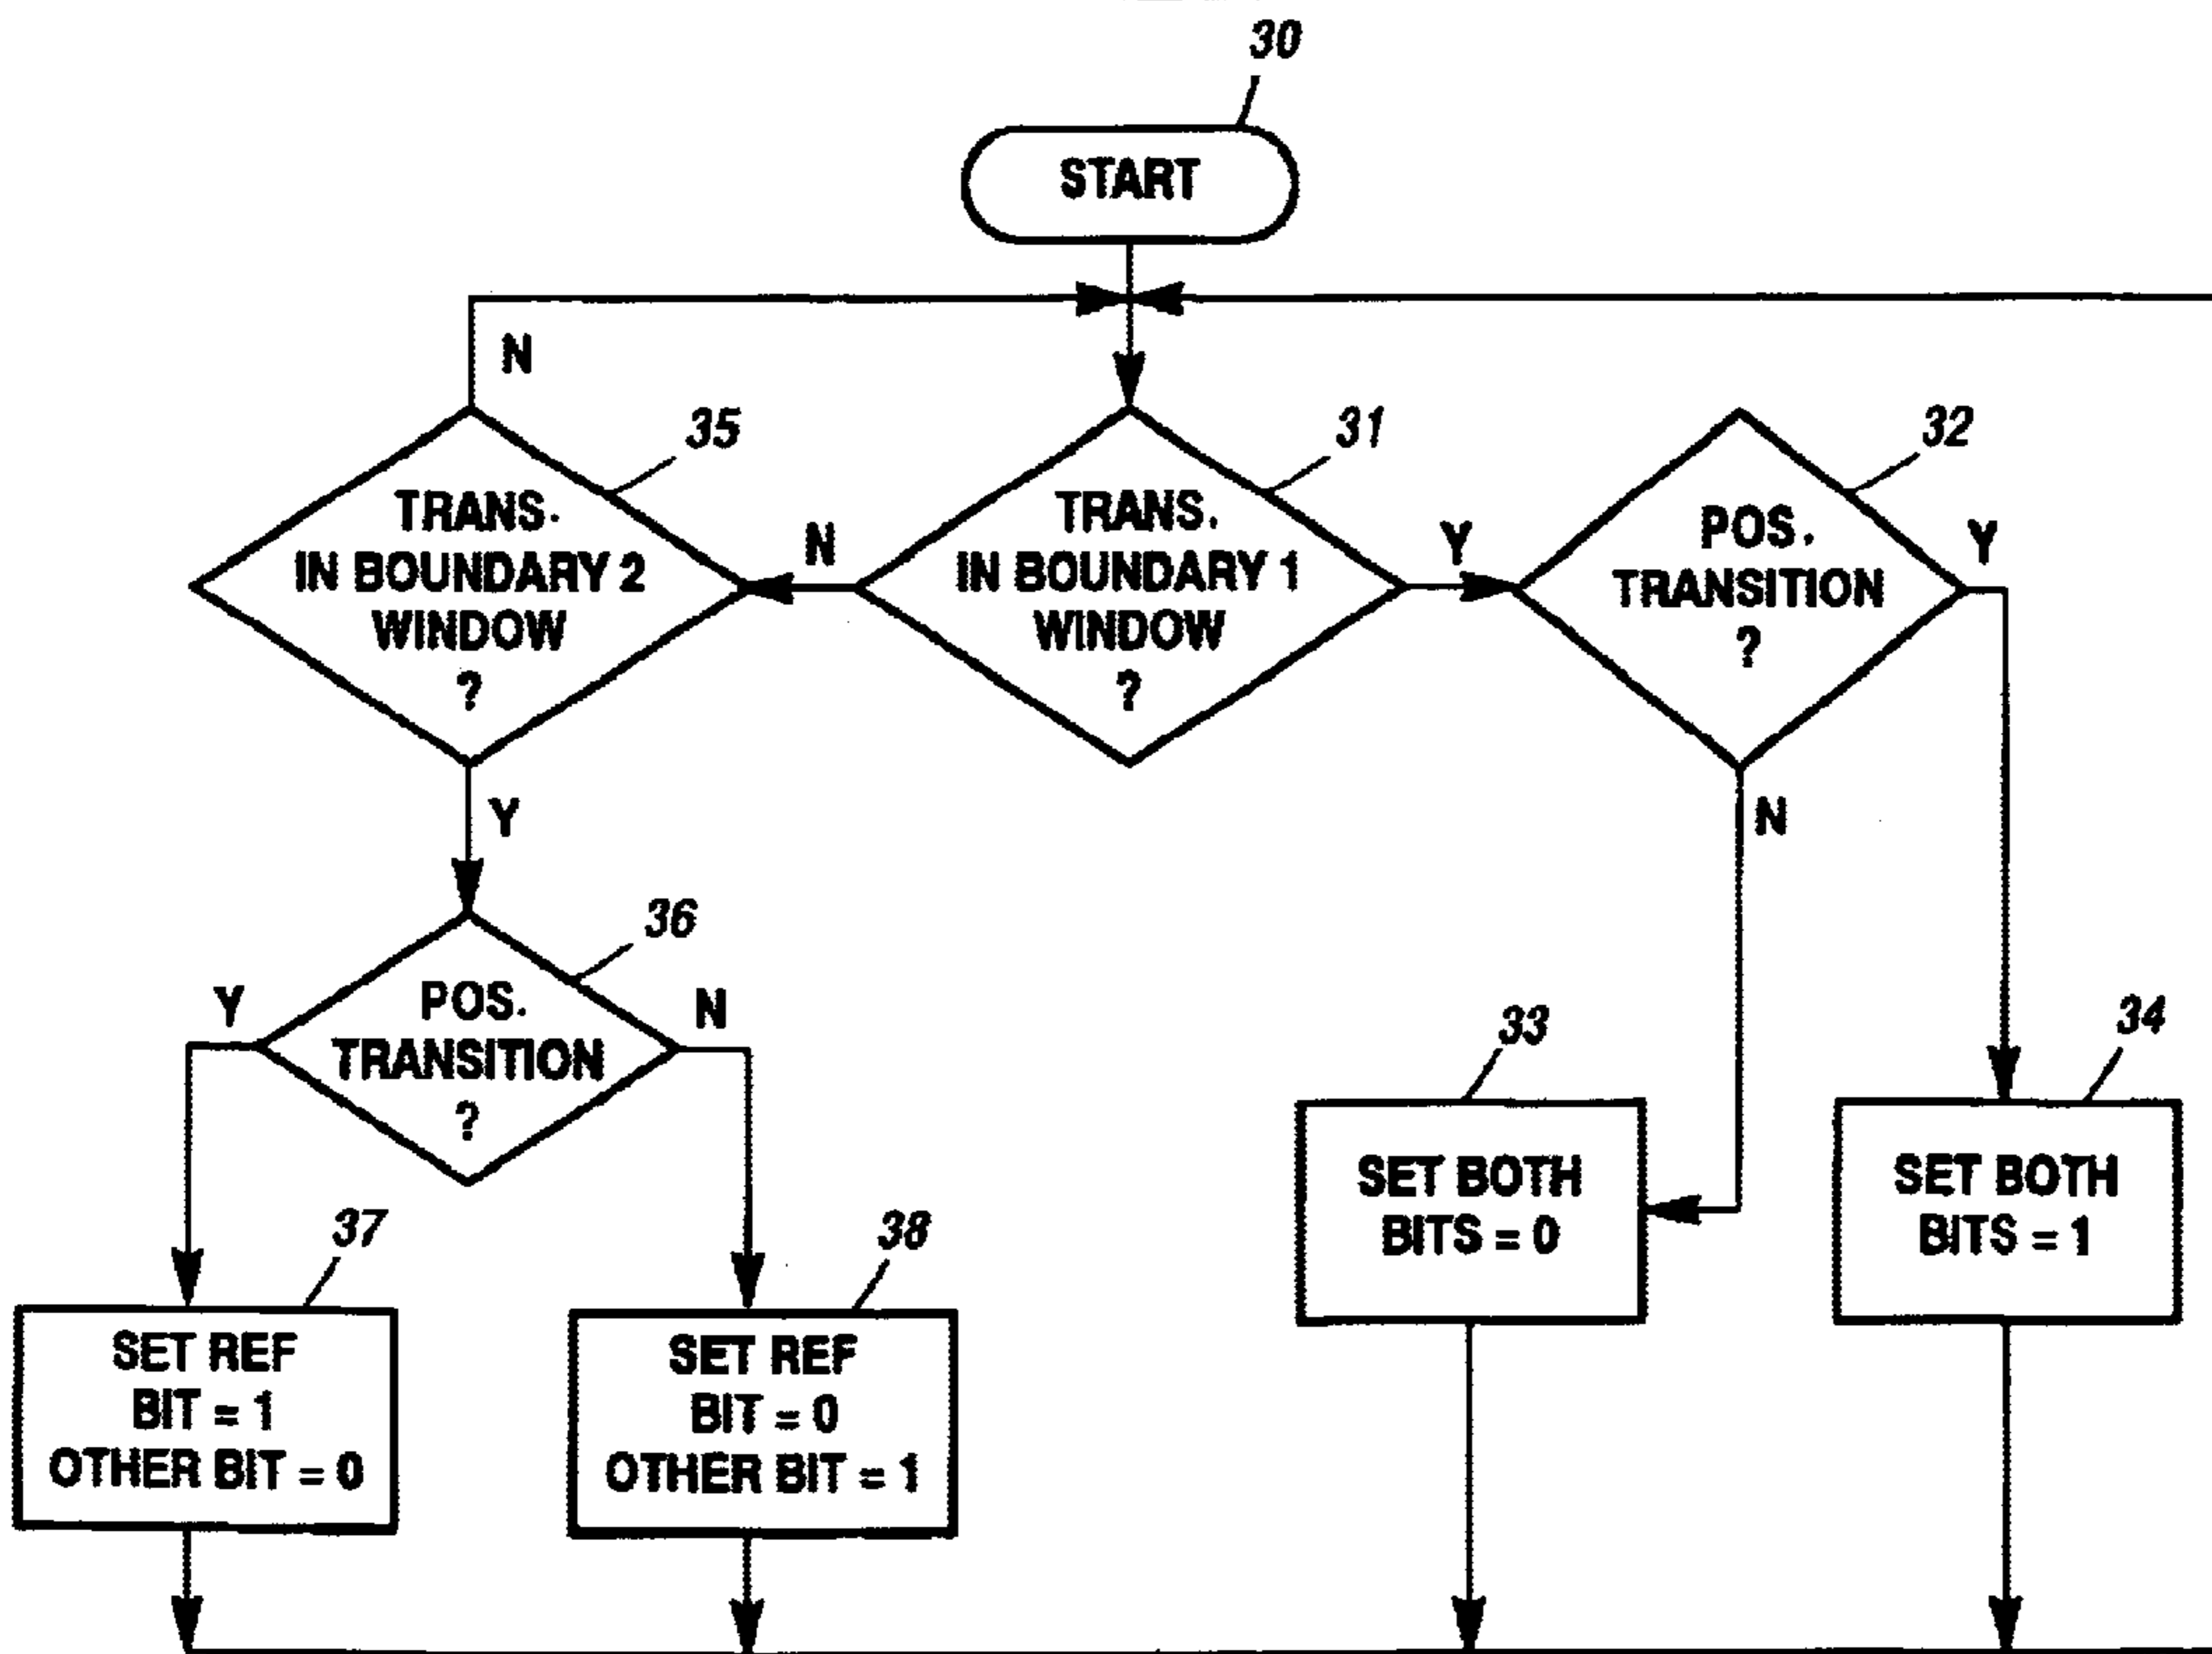 30
START
N
35
TRANS.
IN BOUNDARY 2
WINDOW
?
N
31
TRANS.
IN BOUNDARY 1
WINDOW
?
Y
32
POS.
TRANSITION
?
Y
Y
N
36
Y
POS.
TRANSITION
?
N
33
SET BOTH
BITS = 0
34
SET BOTH
BITS = 1
37
SET REF
BIT = 1
OTHER BIT = 0
38
SET REF
BIT = 0
OTHER BIT = 1